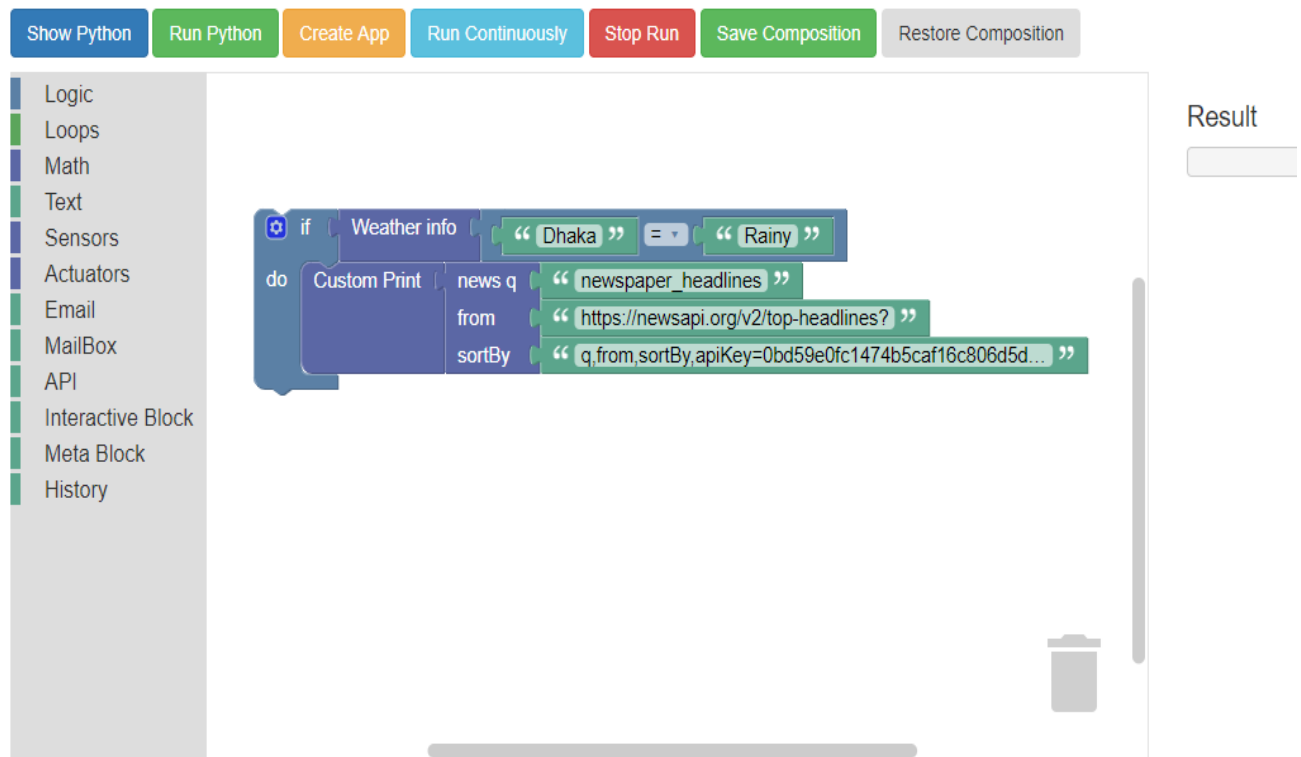 Show Python Run Python Create App Run Continuously Stop Run Save Composition Restore Composition
Logic
Loops
Math
Text
Sensors
Actuators
Email
MailBox
API
Interactive Block
Meta Block
History
if Weather info “ Dhaka ” = “ Rainy ”
do Custom Print news q “ newspaper_headlines ”
from “ https://newsapi.org/v2/top-headlines? ”
sortBy “ q,from,sortBy,apiKey=0bd59e0fc1474b5caf16c806d5d... ”
Result